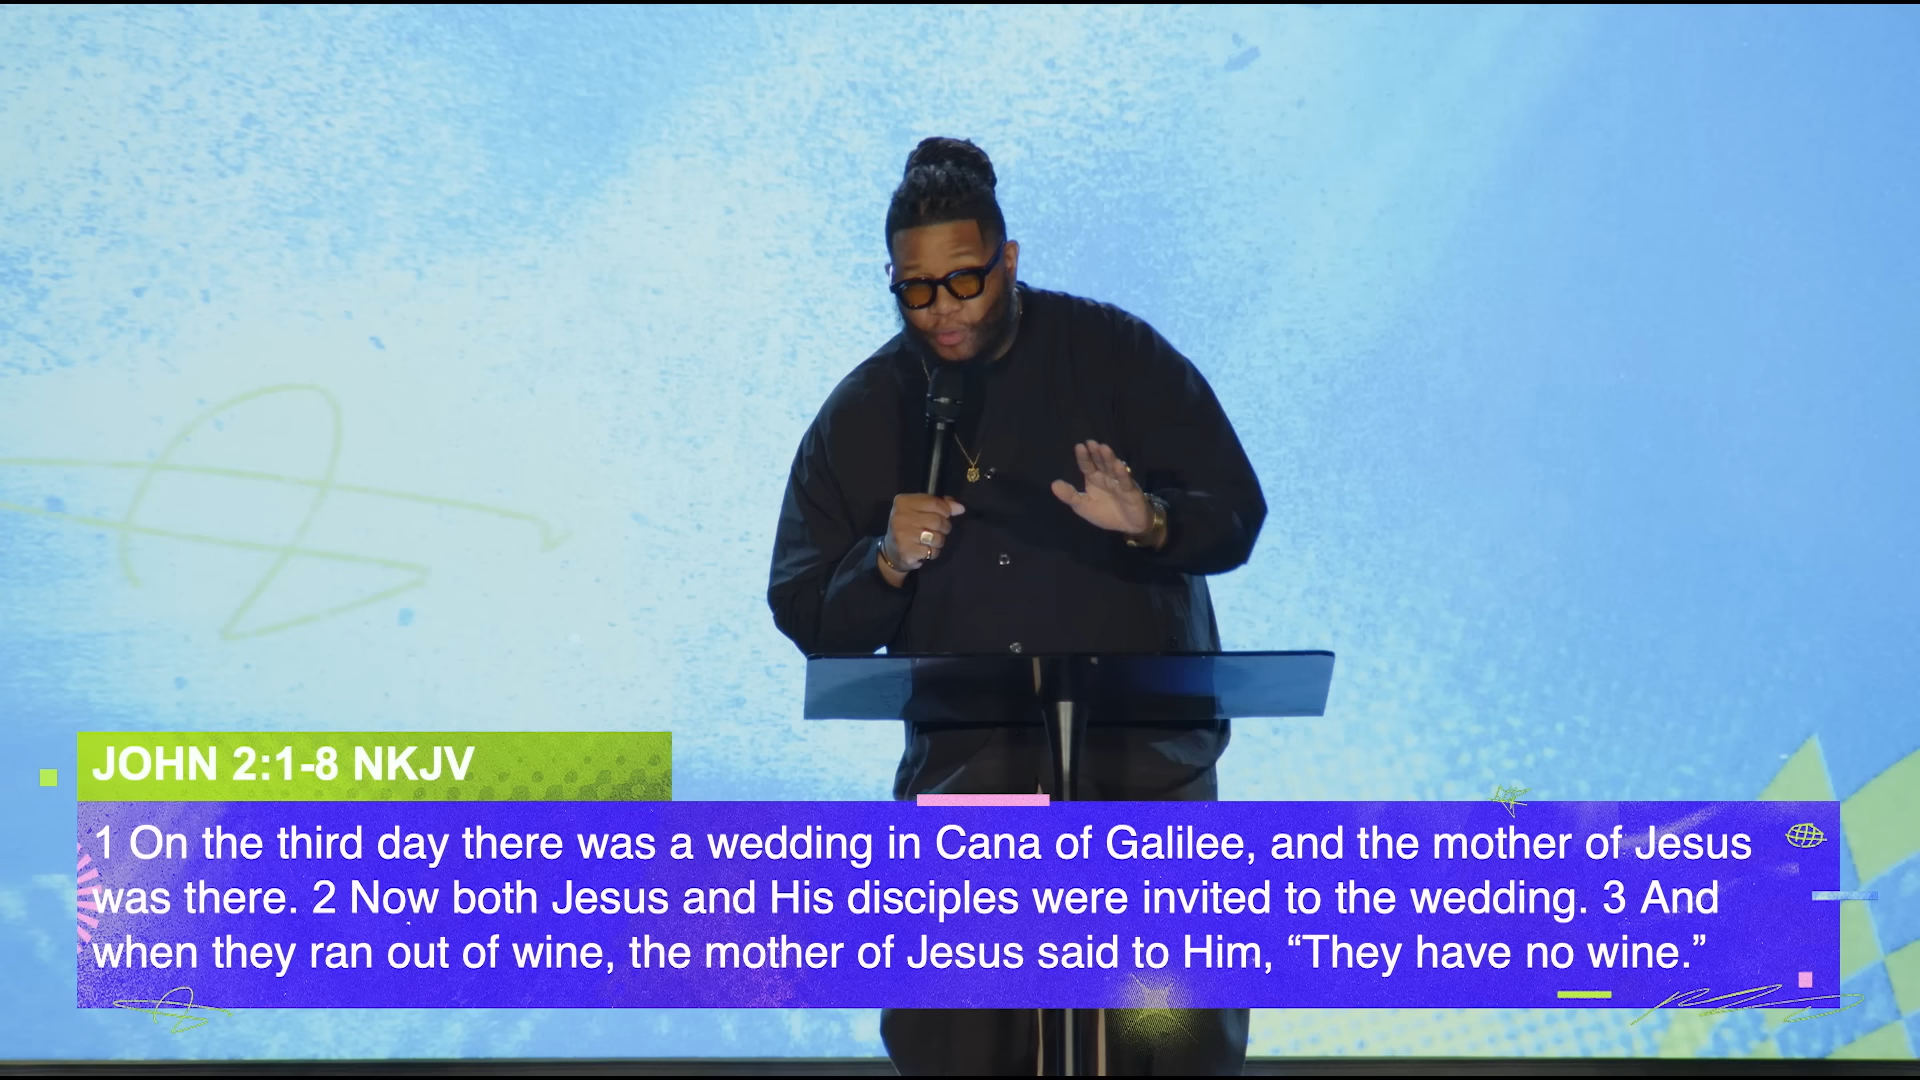 JOHN 2:1-8 NKJV
1 On the third day there was a wedding in Cana of Galilee, and the mother of Jesus
was there. 2 Now both Jesus and His disciples were invited to the wedding. 3 And
when they ran out of wine, the mother of Jesus said to Him, “They have no wine.”